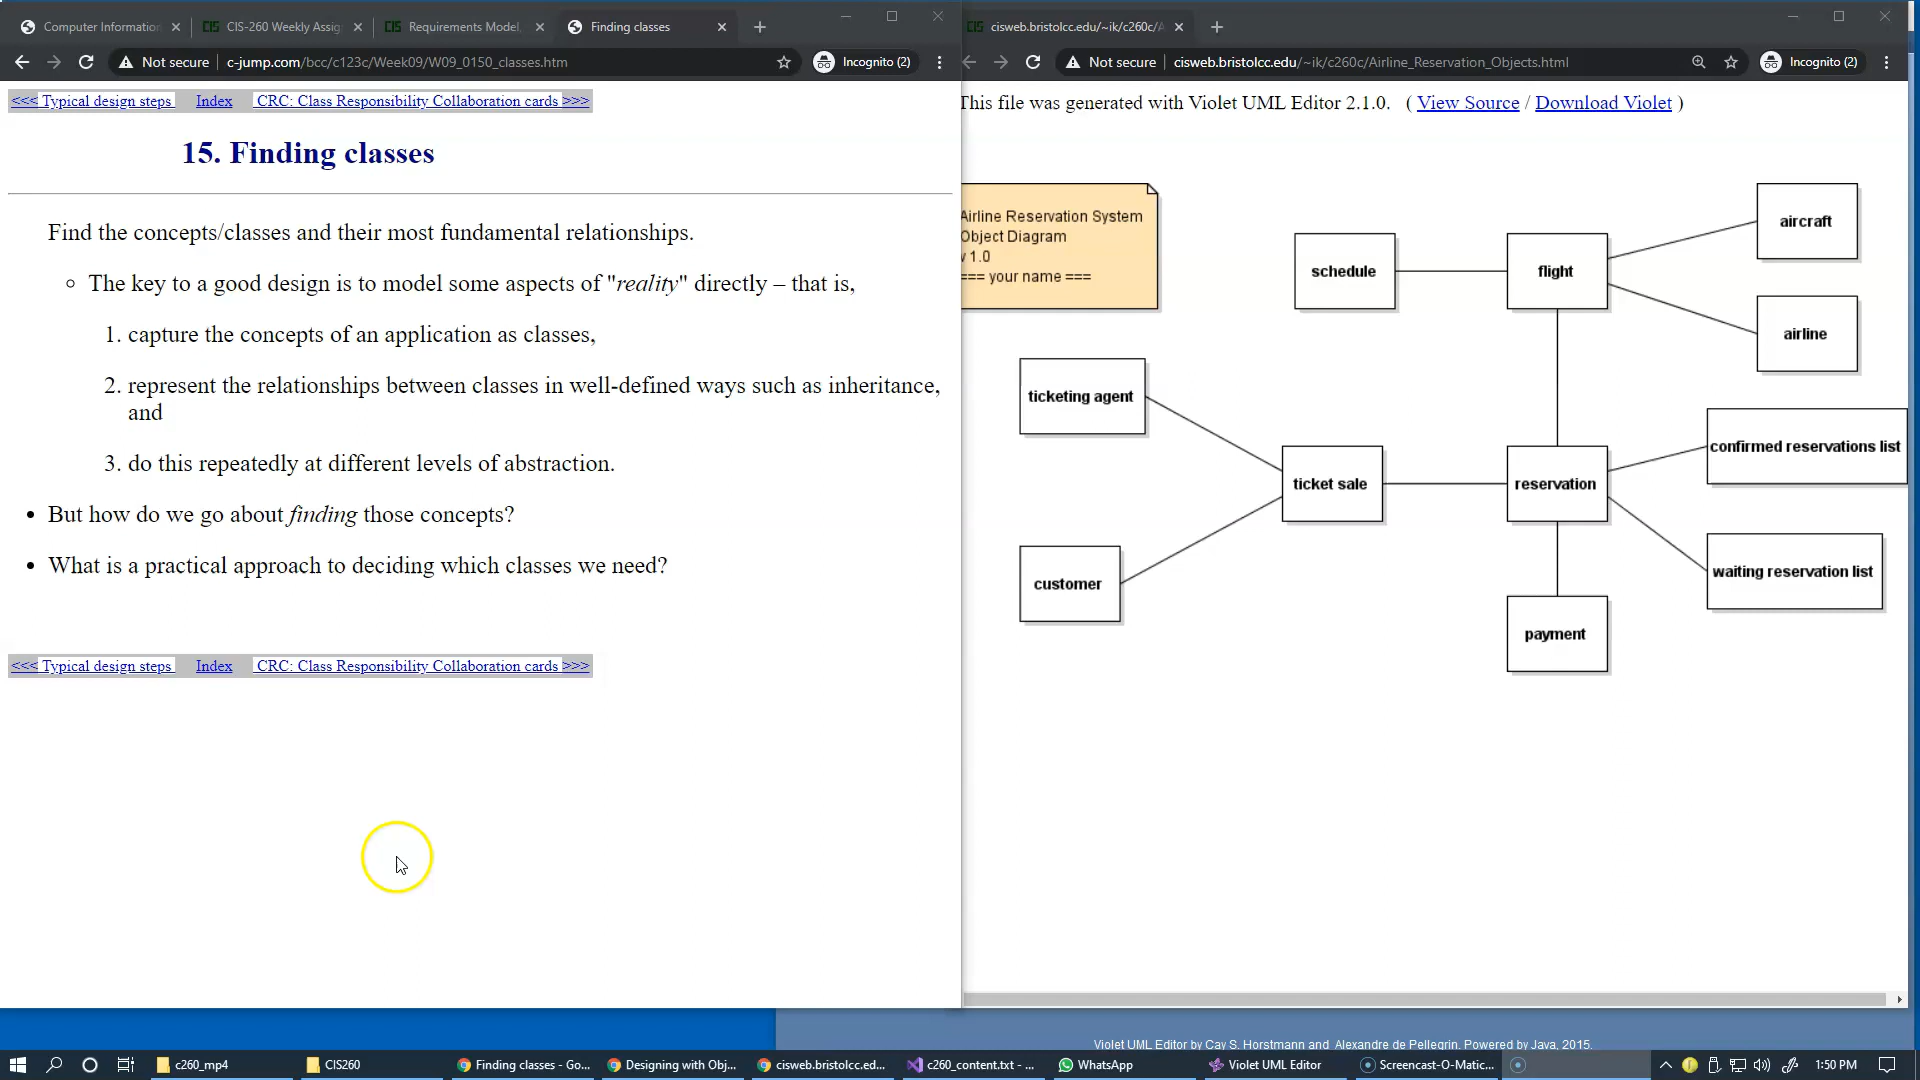 Computer Information
CIS-260 Weekly Assig
Requirements Model,
Finding classes
Not secure
c-jump.com/bcc/c123c/Week09/W09_0150_classes.htm
Incognito (2)
<<< Typical design steps
Index
CRC: Class Responsibility Collaboration cards >>>
15. Finding classes
Find the concepts/classes and their most fundamental relationships.
The key to a good design is to model some aspects of "reality" directly – that is,
1. capture the concepts of an application as classes,
2. represent the relationships between classes in well-defined ways such as inheritance,
and
3. do this repeatedly at different levels of abstraction.
But how do we go about finding those concepts?
What is a practical approach to deciding which classes we need?
<<< Typical design steps
Index
CRC: Class Responsibility Collaboration cards >>>
cisweb.bristolcc.edu/~ik/c260c/A
Not secure
cisweb.bristolcc.edu/~ik/c260c/Airline_Reservation_Objects.html
Incognito (2)
This file was generated with Violet UML Editor 2.1.0. ( View Source / Download Violet )
Airline Reservation System
Object Diagram
v 1.0
=== your name ===
schedule
flight
aircraft
airline
ticketing agent
ticket sale
reservation
confirmed reservations list
customer
waiting reservation list
payment
Violet UML Editor by Cay S. Horstmann and Alexandre de Pellegrin. Powered by Java, 2015.
c260_mp4
CIS260
Finding classes - Go...
Designing with Obj...
cisweb.bristolcc.ed...
c260_content.txt - ...
WhatsApp
Violet UML Editor
Screencast-O-Matic...
1:50 PM